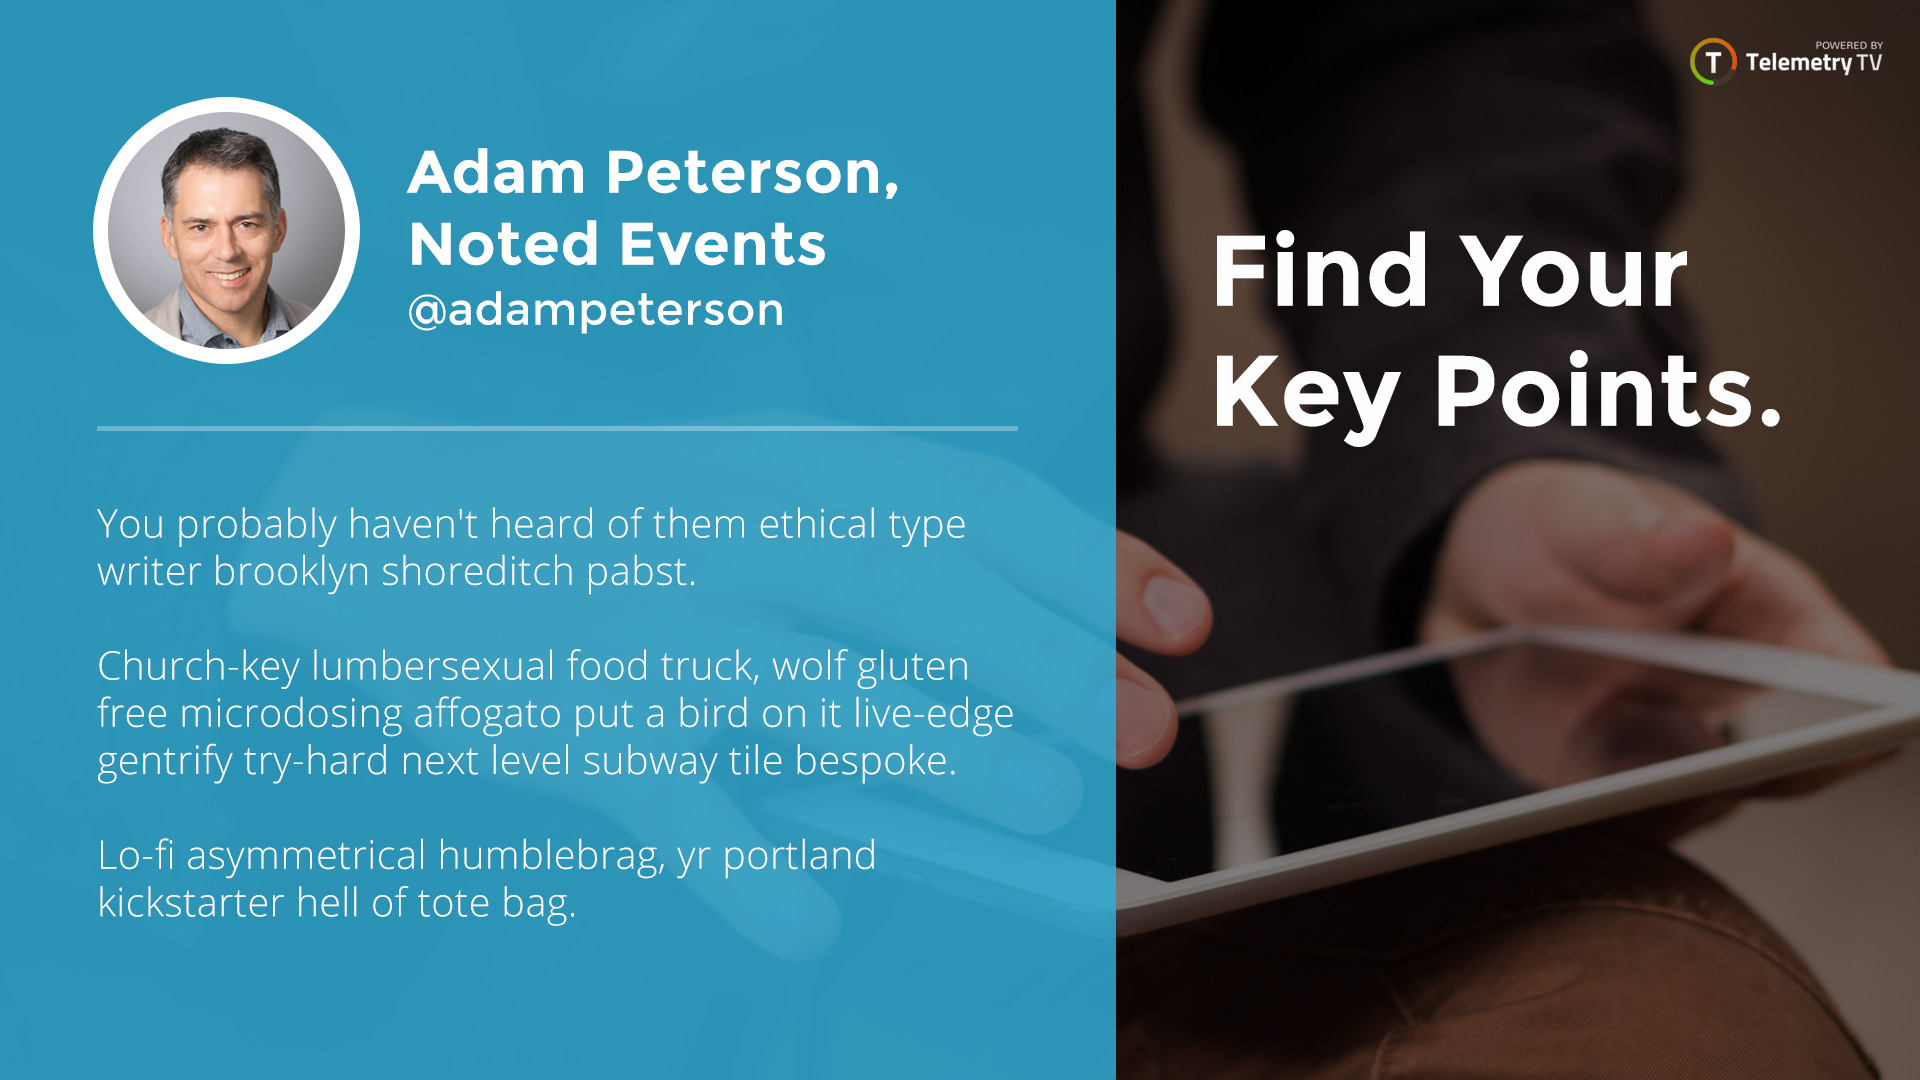 Adam Peterson,
Noted Events
@adampeterson
You probably haven't heard of them ethical type
writer brooklyn shoreditch pabst.
Church-key lumbersexual food truck, wolf gluten
free microdosing affogato put a bird on it live-edge
gentrify try-hard next level subway tile bespoke.
Lo-fi asymmetrical humblebrag, yr portland
kickstarter hell of tote bag.
POWERED BY
T TelemetryTV
Find Your
Key Points.